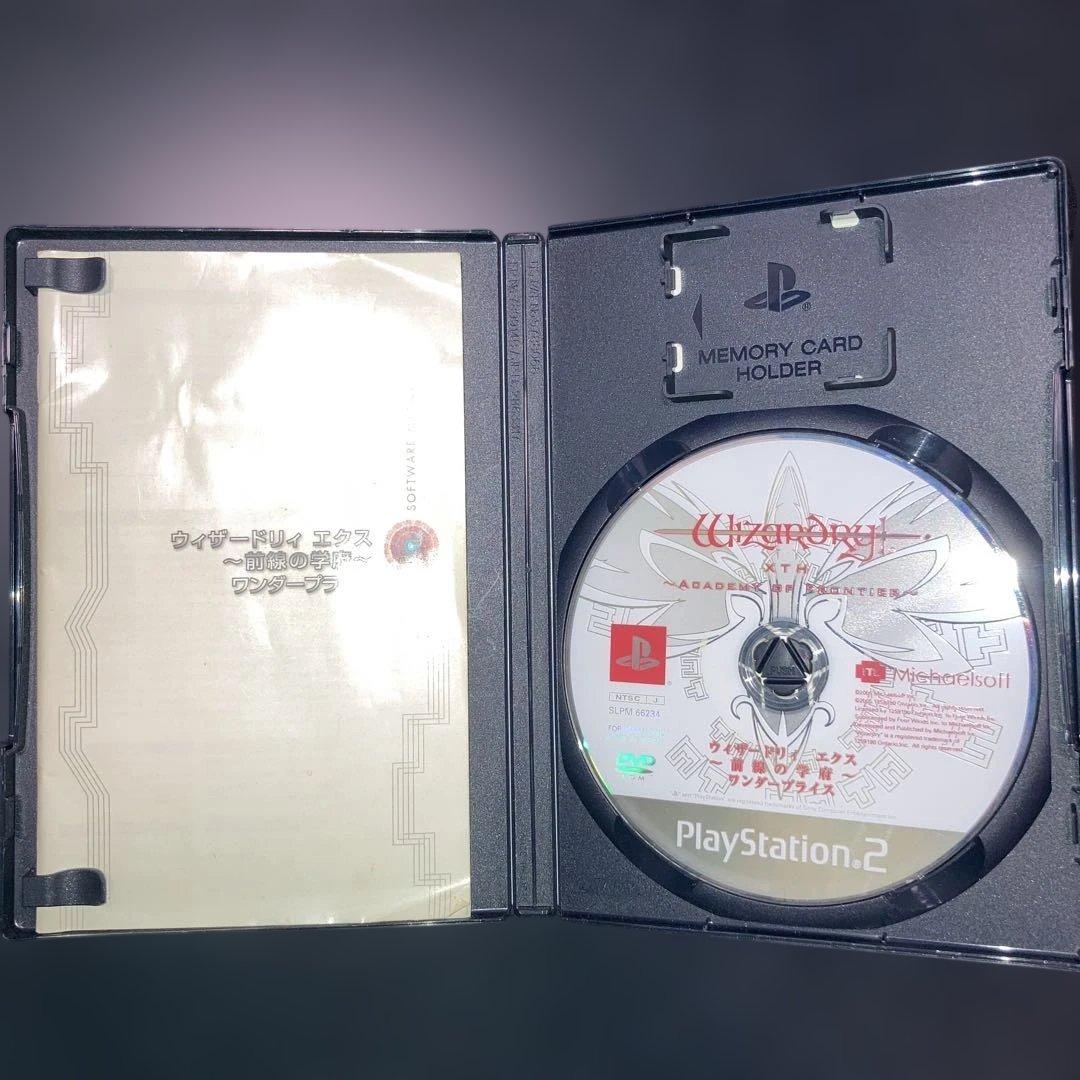 SOFTWARE
ウィザードリィ エクス
～前線の学府～
ワンダープラ
MEMORY CARD
HOLDER
Wizardry
XTH
～ACADEMY OF FRONTIER～
PUSH
NTSC J
SLPM 66234
FOR
DVD
Michaelsoft
ウィザードリィ エクス
～前線の学府～
ワンダープライス
PlayStation®2